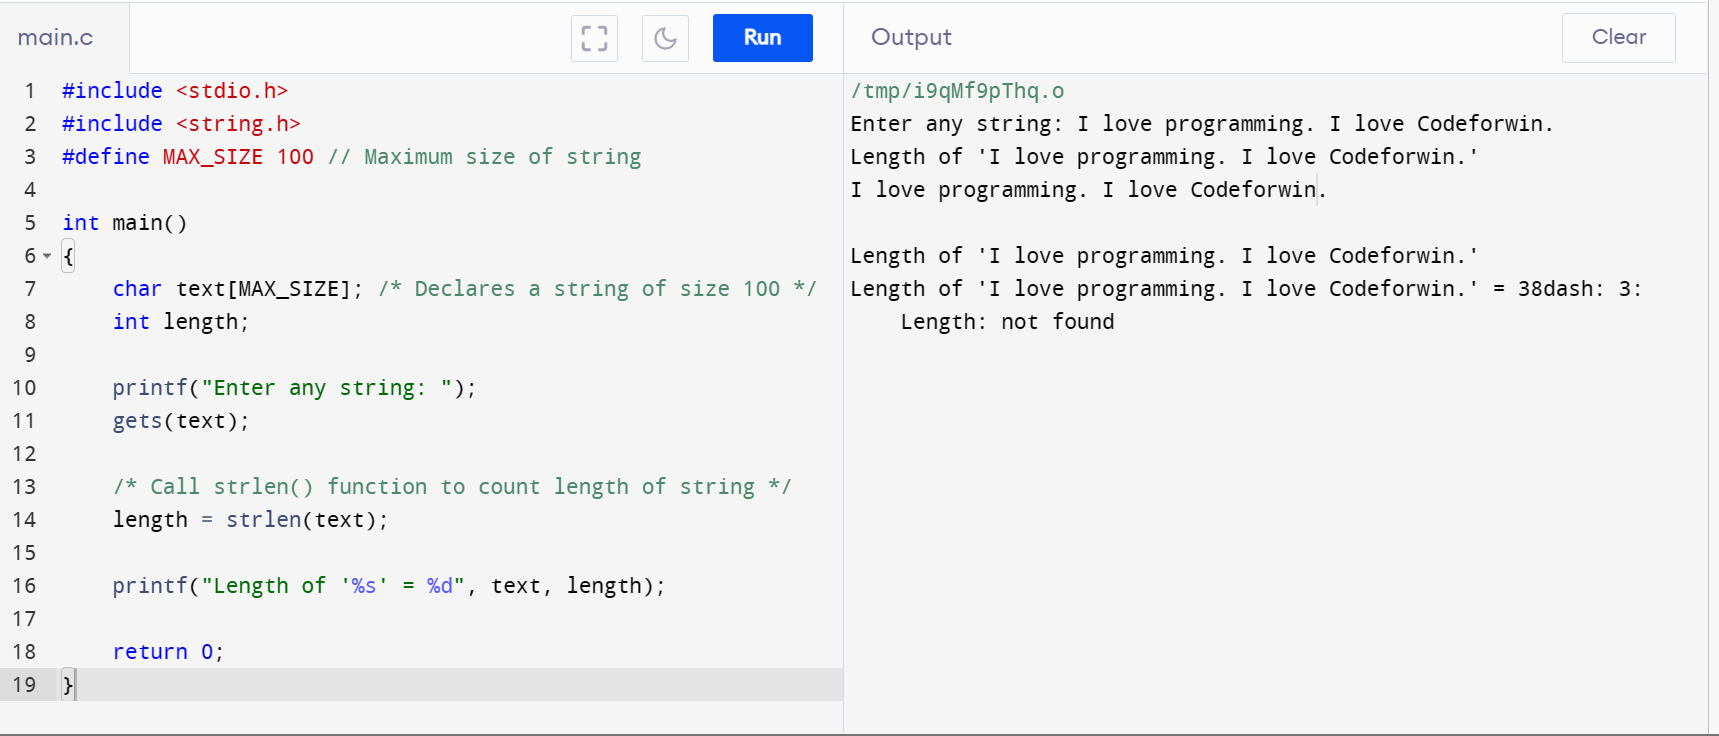 main.c
Run
1 #include <stdio.h>
2 #include <string.h>
3 #define MAX_SIZE 100 // Maximum size of string
4
5 int main()
6 {
7     char text[MAX_SIZE]; /* Declares a string of size 100 */
8     int length;
9
10     printf("Enter any string: ");
11     gets(text);
12
13     /* Call strlen() function to count length of string */
14     length = strlen(text);
15
16     printf("Length of '%s' = %d", text, length);
17
18     return 0;
19 }
Output
Clear
/tmp/i9qMf9pThq.o
Enter any string: I love programming. I love Codeforwin.
Length of 'I love programming. I love Codeforwin.'
I love programming. I love Codeforwin.
Length of 'I love programming. I love Codeforwin.'
Length of 'I love programming. I love Codeforwin.' = 38dash: 3:
    Length: not found